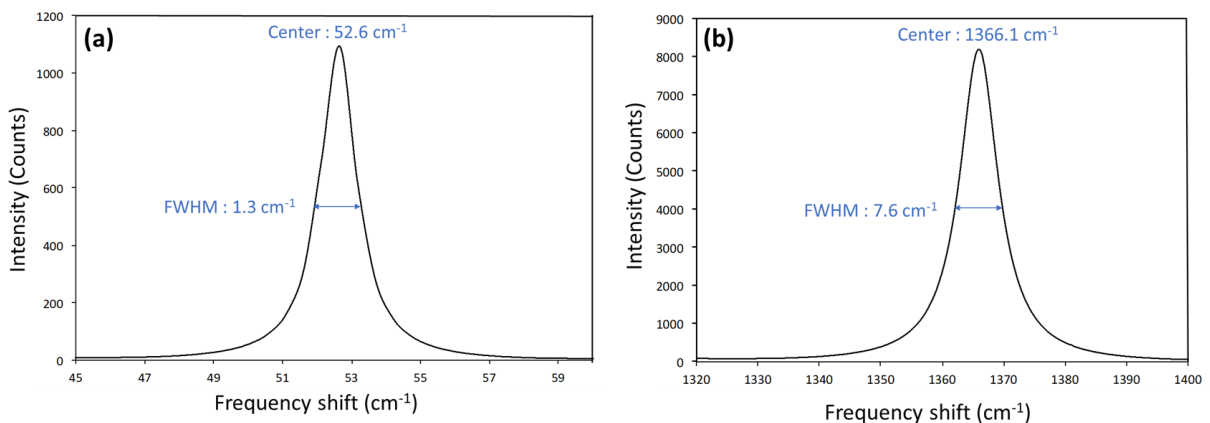 (a)
Center : 52.6 cm-1
FWHM : 1.3 cm-1
Intensity (Counts)
1200
1000
800
600
400
200
0
45 47 49 51 53 55 57 59
Frequency shift (cm-1)
(b)
Center : 1366.1 cm-1
FWHM : 7.6 cm-1
Intensity (Counts)
9000
8000
7000
6000
5000
4000
3000
2000
1000
0
1320 1330 1340 1350 1360 1370 1380 1390 1400
Frequency shift (cm-1)